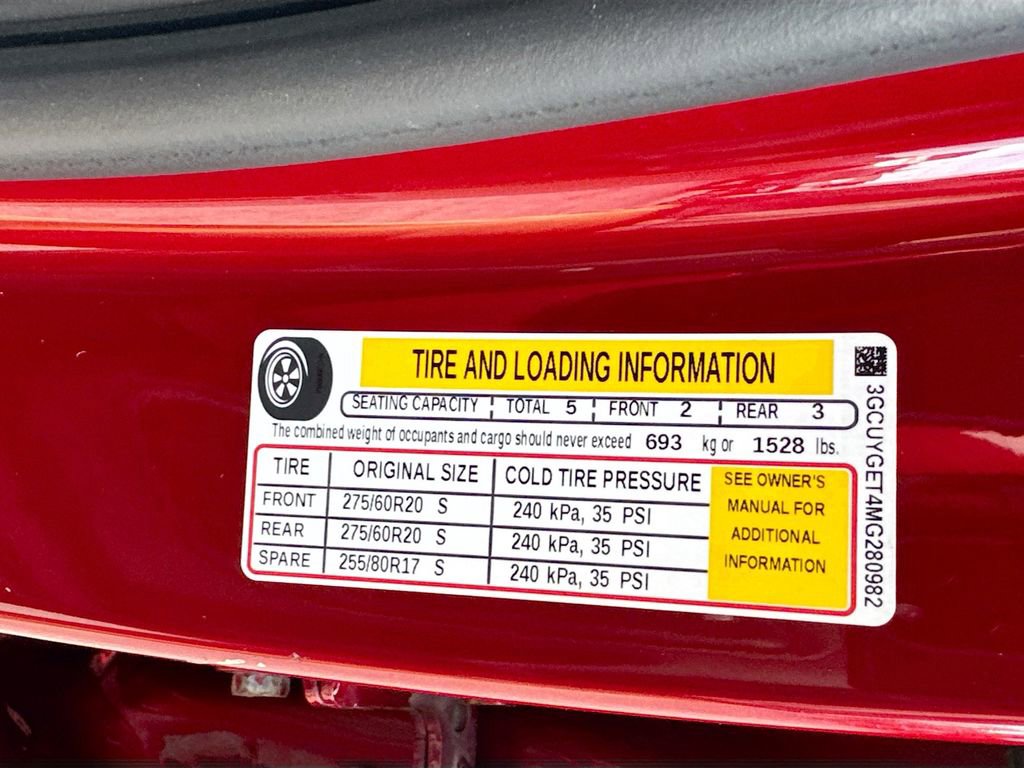 TIRE AND LOADING INFORMATION
SEATING CAPACITY TOTAL 5 FRONT 2 REAR 3
The combined weight of occupants and cargo should never exceed 693 kg or 1528 lbs.
TIRE ORIGINAL SIZE COLD TIRE PRESSURE
FRONT 275/60R20 S 240 kPa, 35 PSI
REAR 275/60R20 S 240 kPa, 35 PSI
SPARE 255/80R17 S 240 kPa, 35 PSI
SEE OWNER'S
MANUAL FOR
ADDITIONAL
INFORMATION
3GCUYGET4MG280982